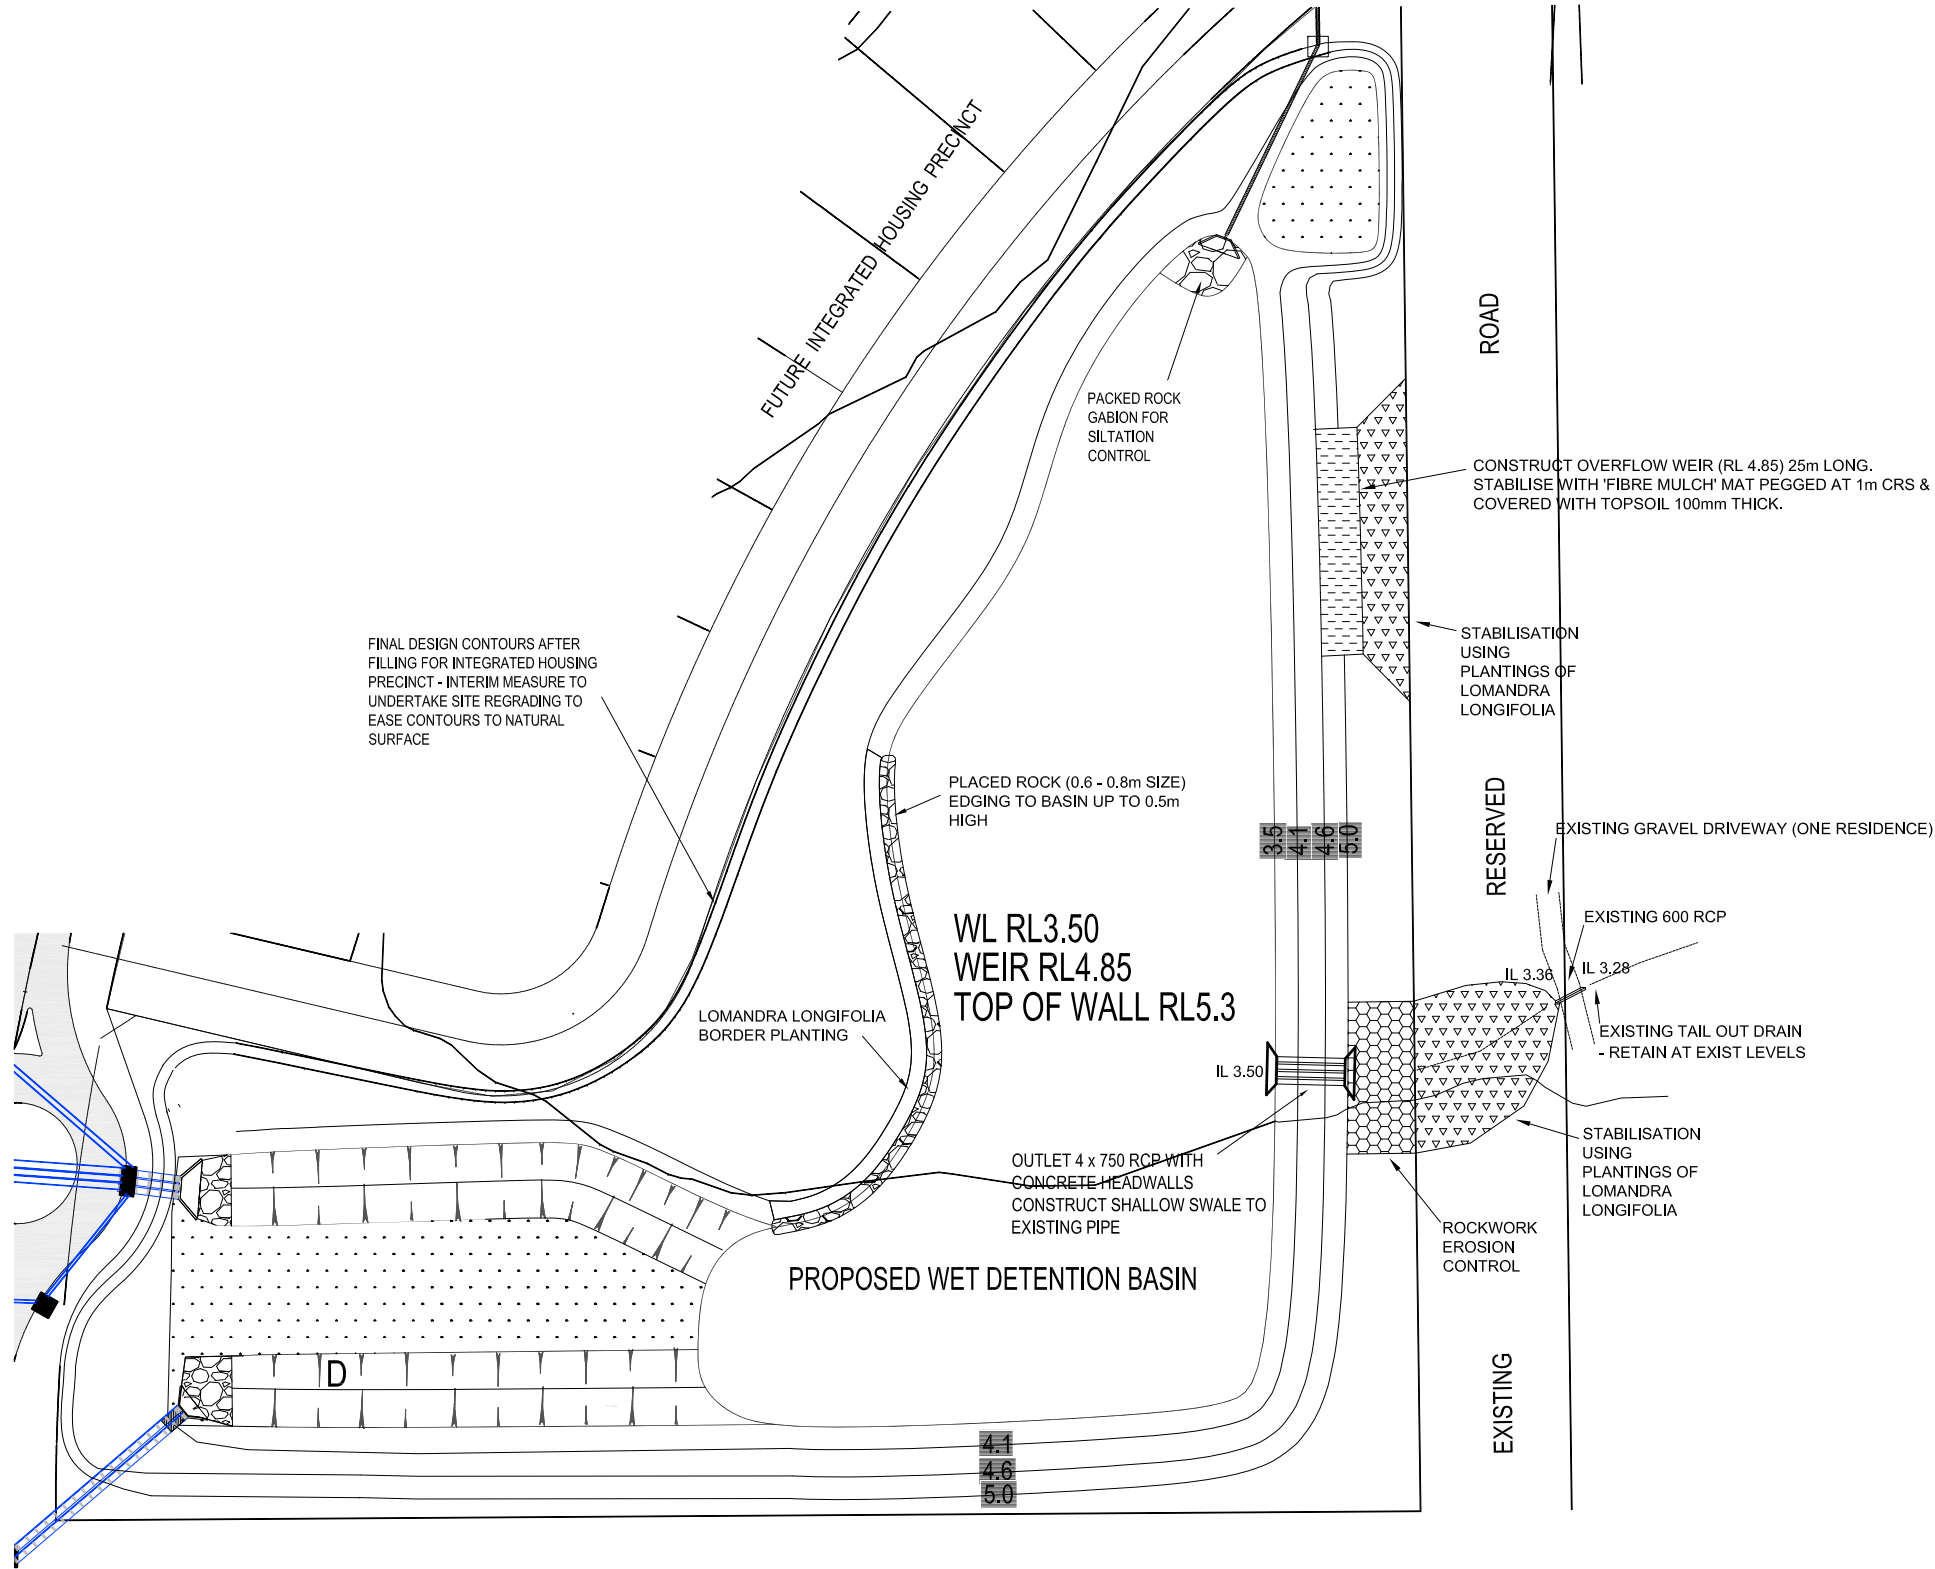 FUTURE INTEGRATED HOUSING PRECINCT
PACKED ROCK
GABION FOR
SILTATION
CONTROL
ROAD
CONSTRUCT OVERFLOW WEIR (RL 4.85) 25m LONG.
STABILISE WITH 'FIBRE MULCH' MAT PEGGED AT 1m CRS &
COVERED WITH TOPSOIL 100mm THICK.
STABILISATION
USING
PLANTINGS OF
LOMANDRA
LONGIFOLIA
FINAL DESIGN CONTOURS AFTER
FILLING FOR INTEGRATED HOUSING
PRECINCT - INTERIM MEASURE TO
UNDERTAKE SITE REGRADING TO
EASE CONTOURS TO NATURAL
SURFACE
PLACED ROCK (0.6 - 0.8m SIZE)
EDGING TO BASIN UP TO 0.5m
HIGH
3.5
4.1
4.6
5.0
RESERVED
EXISTING GRAVEL DRIVEWAY (ONE RESIDENCE)
WL RL3.50
WEIR RL4.85
TOP OF WALL RL5.3
EXISTING 600 RCP
IL 3.36
IL 3.28
LOMANDRA LONGIFOLIA
BORDER PLANTING
EXISTING TAIL OUT DRAIN
- RETAIN AT EXIST LEVELS
IL 3.50
OUTLET 4 x 750 RCP WITH
CONCRETE HEADWALLS
CONSTRUCT SHALLOW SWALE TO
EXISTING PIPE
STABILISATION
USING
PLANTINGS OF
LOMANDRA
LONGIFOLIA
ROCKWORK
EROSION
CONTROL
PROPOSED WET DETENTION BASIN
D
EXISTING
4.1
4.6
5.0